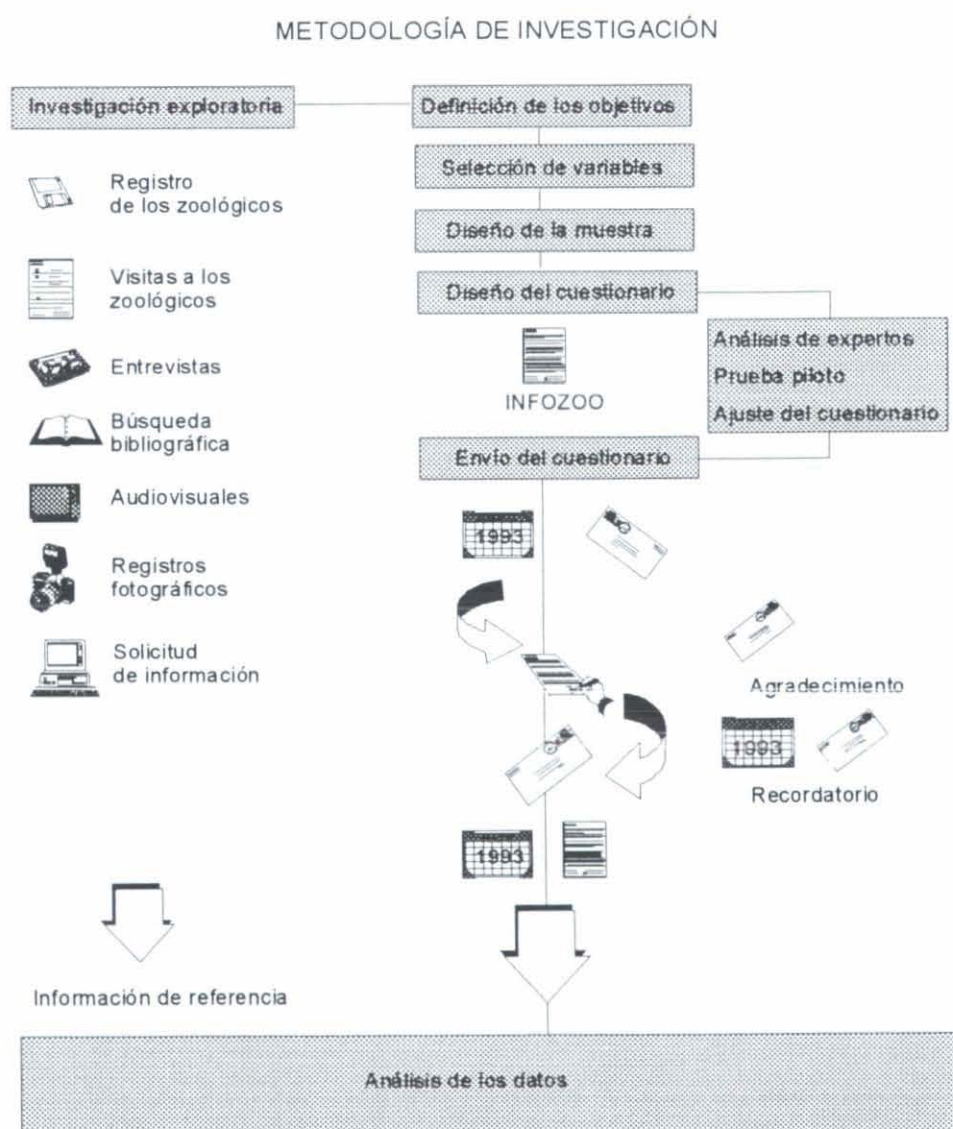 METODOLOGÍA DE INVESTIGACIÓN
Investigación exploratoria
Definición de los objetivos
Selección de variables
Diseño de la muestra
Diseño del cuestionario
Registro
de los zoológicos
Visitas a los
zoológicos
Entrevistas
Búsqueda
bibliográfica
Audiovisuales
Registros
fotográficos
Solicitud
de información
INFOZOO
Análisis de expertos
Prueba piloto
Ajuste del cuestionario
Envío del cuestionario
1993
Agradecimiento
1993
Recordatorio
1993
Información de referencia
Análisis de los datos